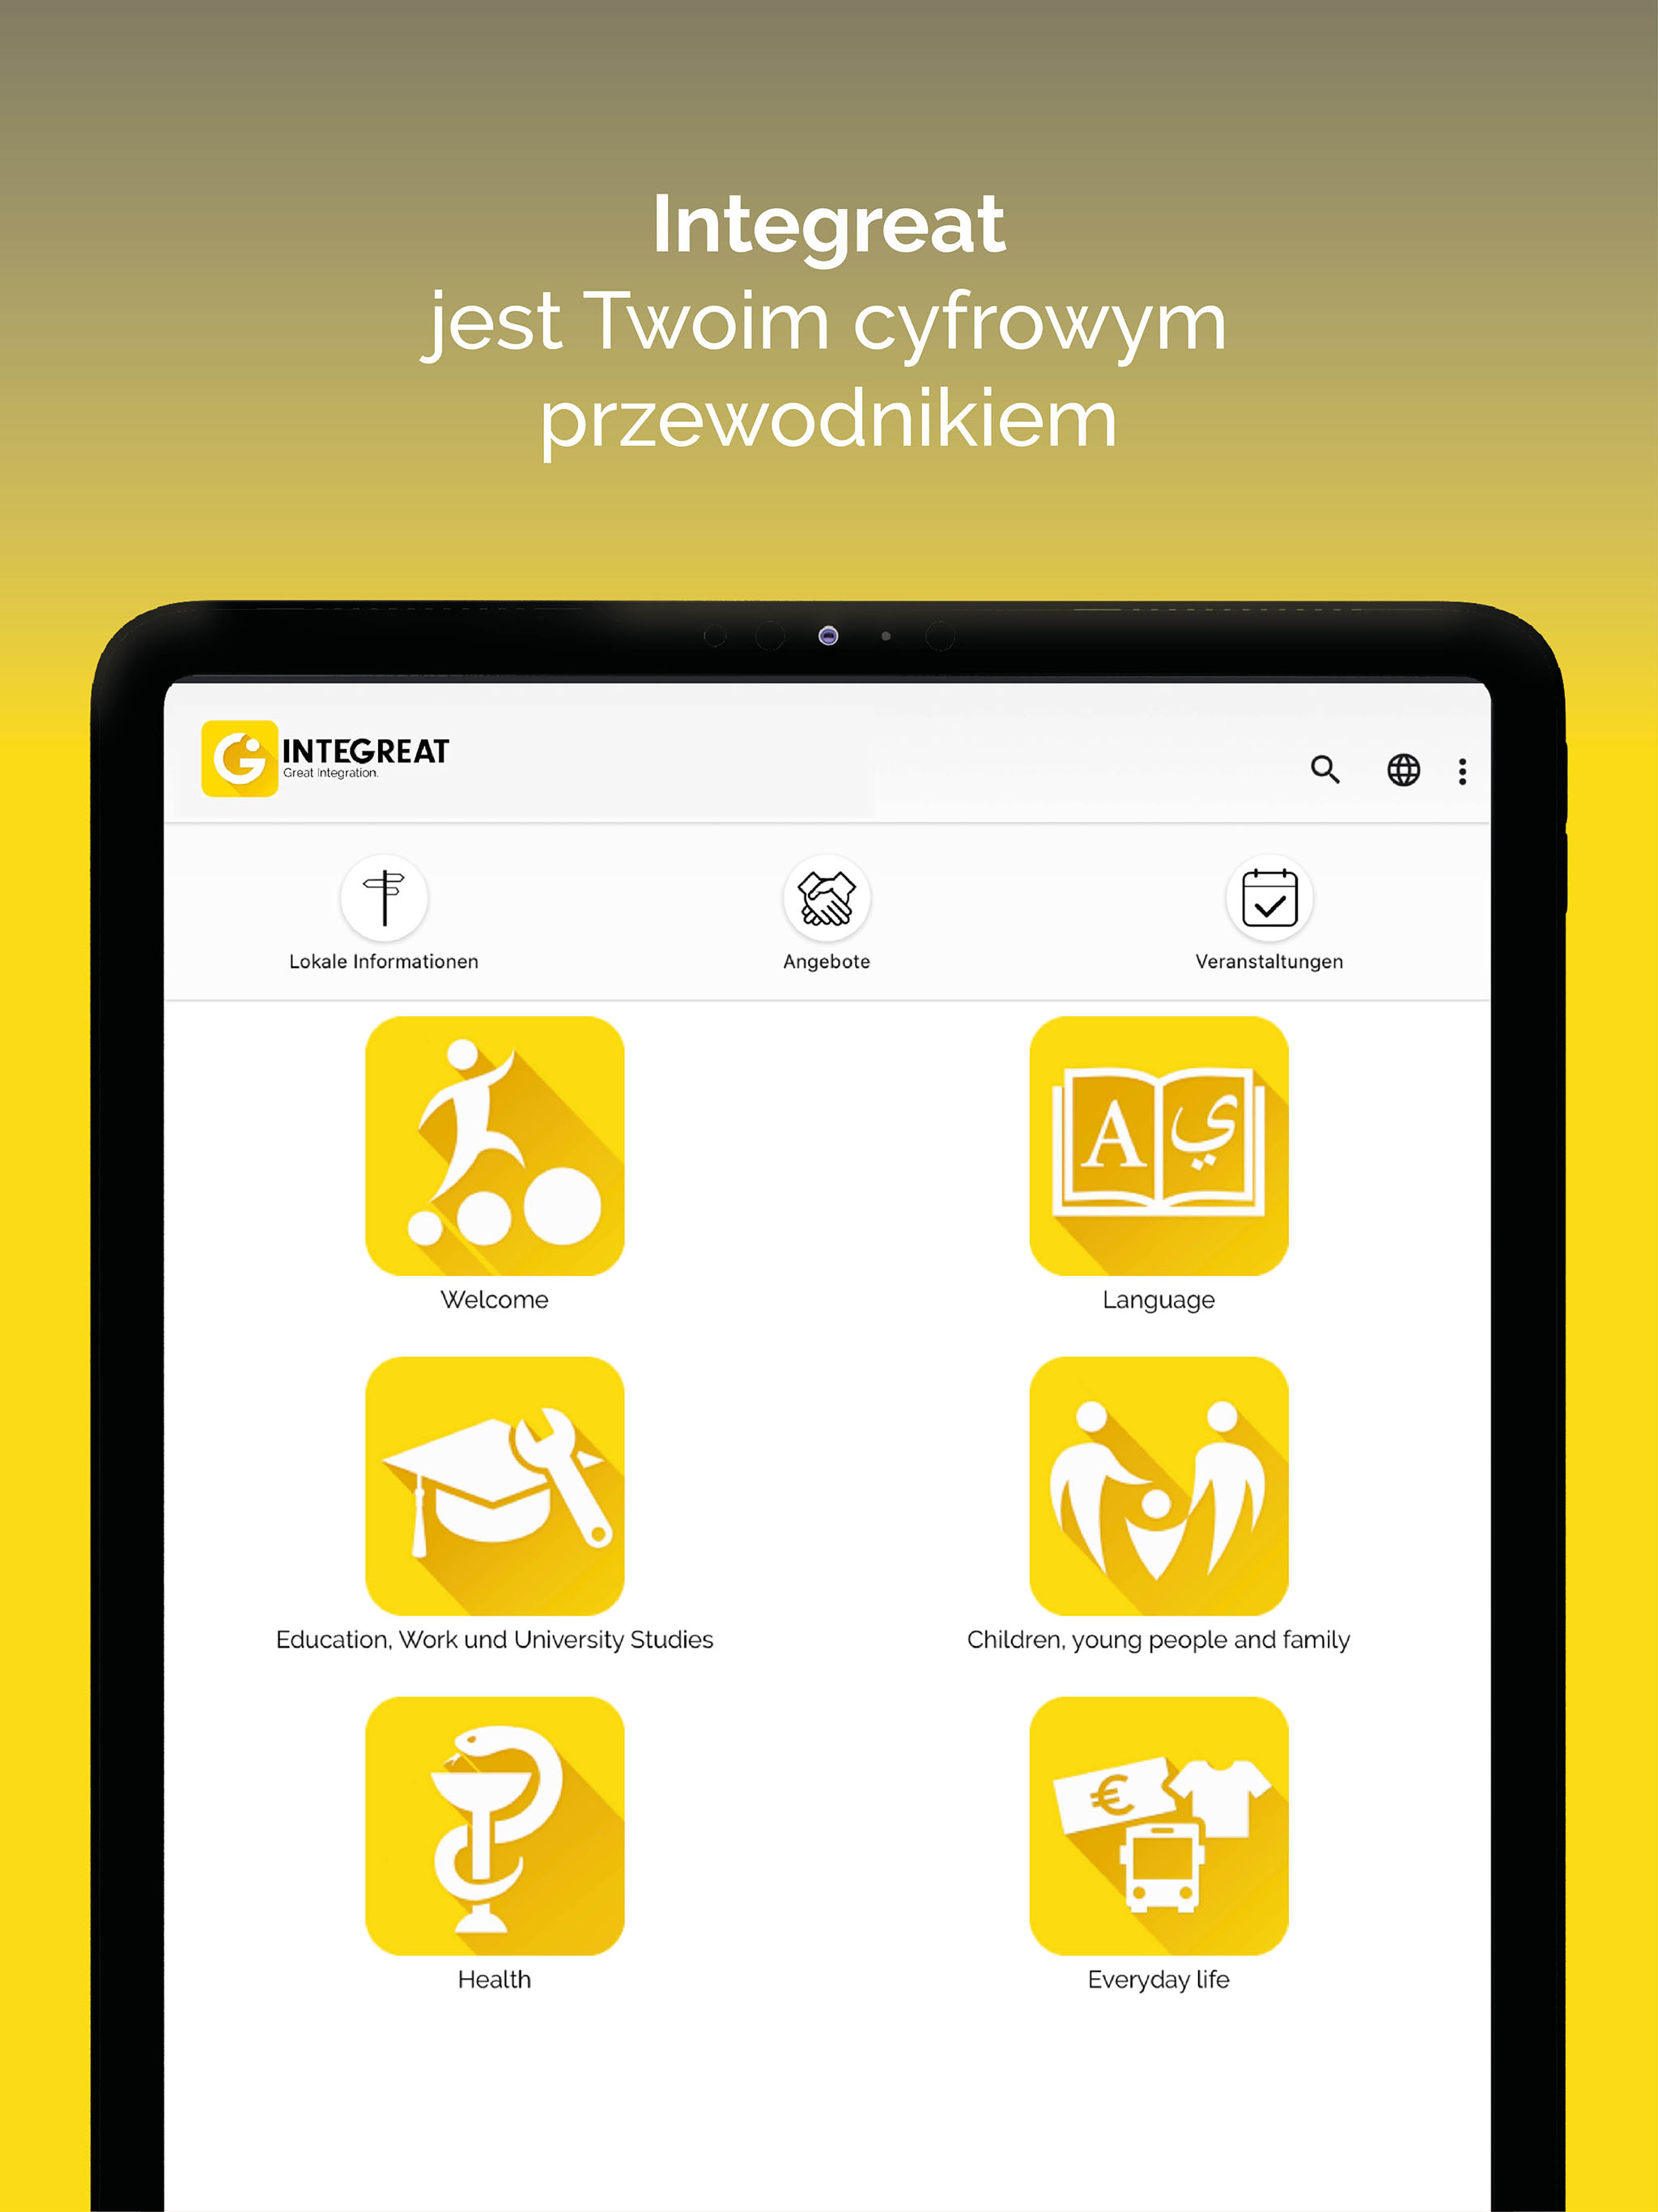 Integreat
jest Twoim cyfrowym
przewodnikiem
INTEGREAT
Great Integration.
Lokale Informationen
Angebote
Veranstaltungen
A ي
Welcome
Language
Education, Work und University Studies
Children, young people and family
€
Health
Everyday life